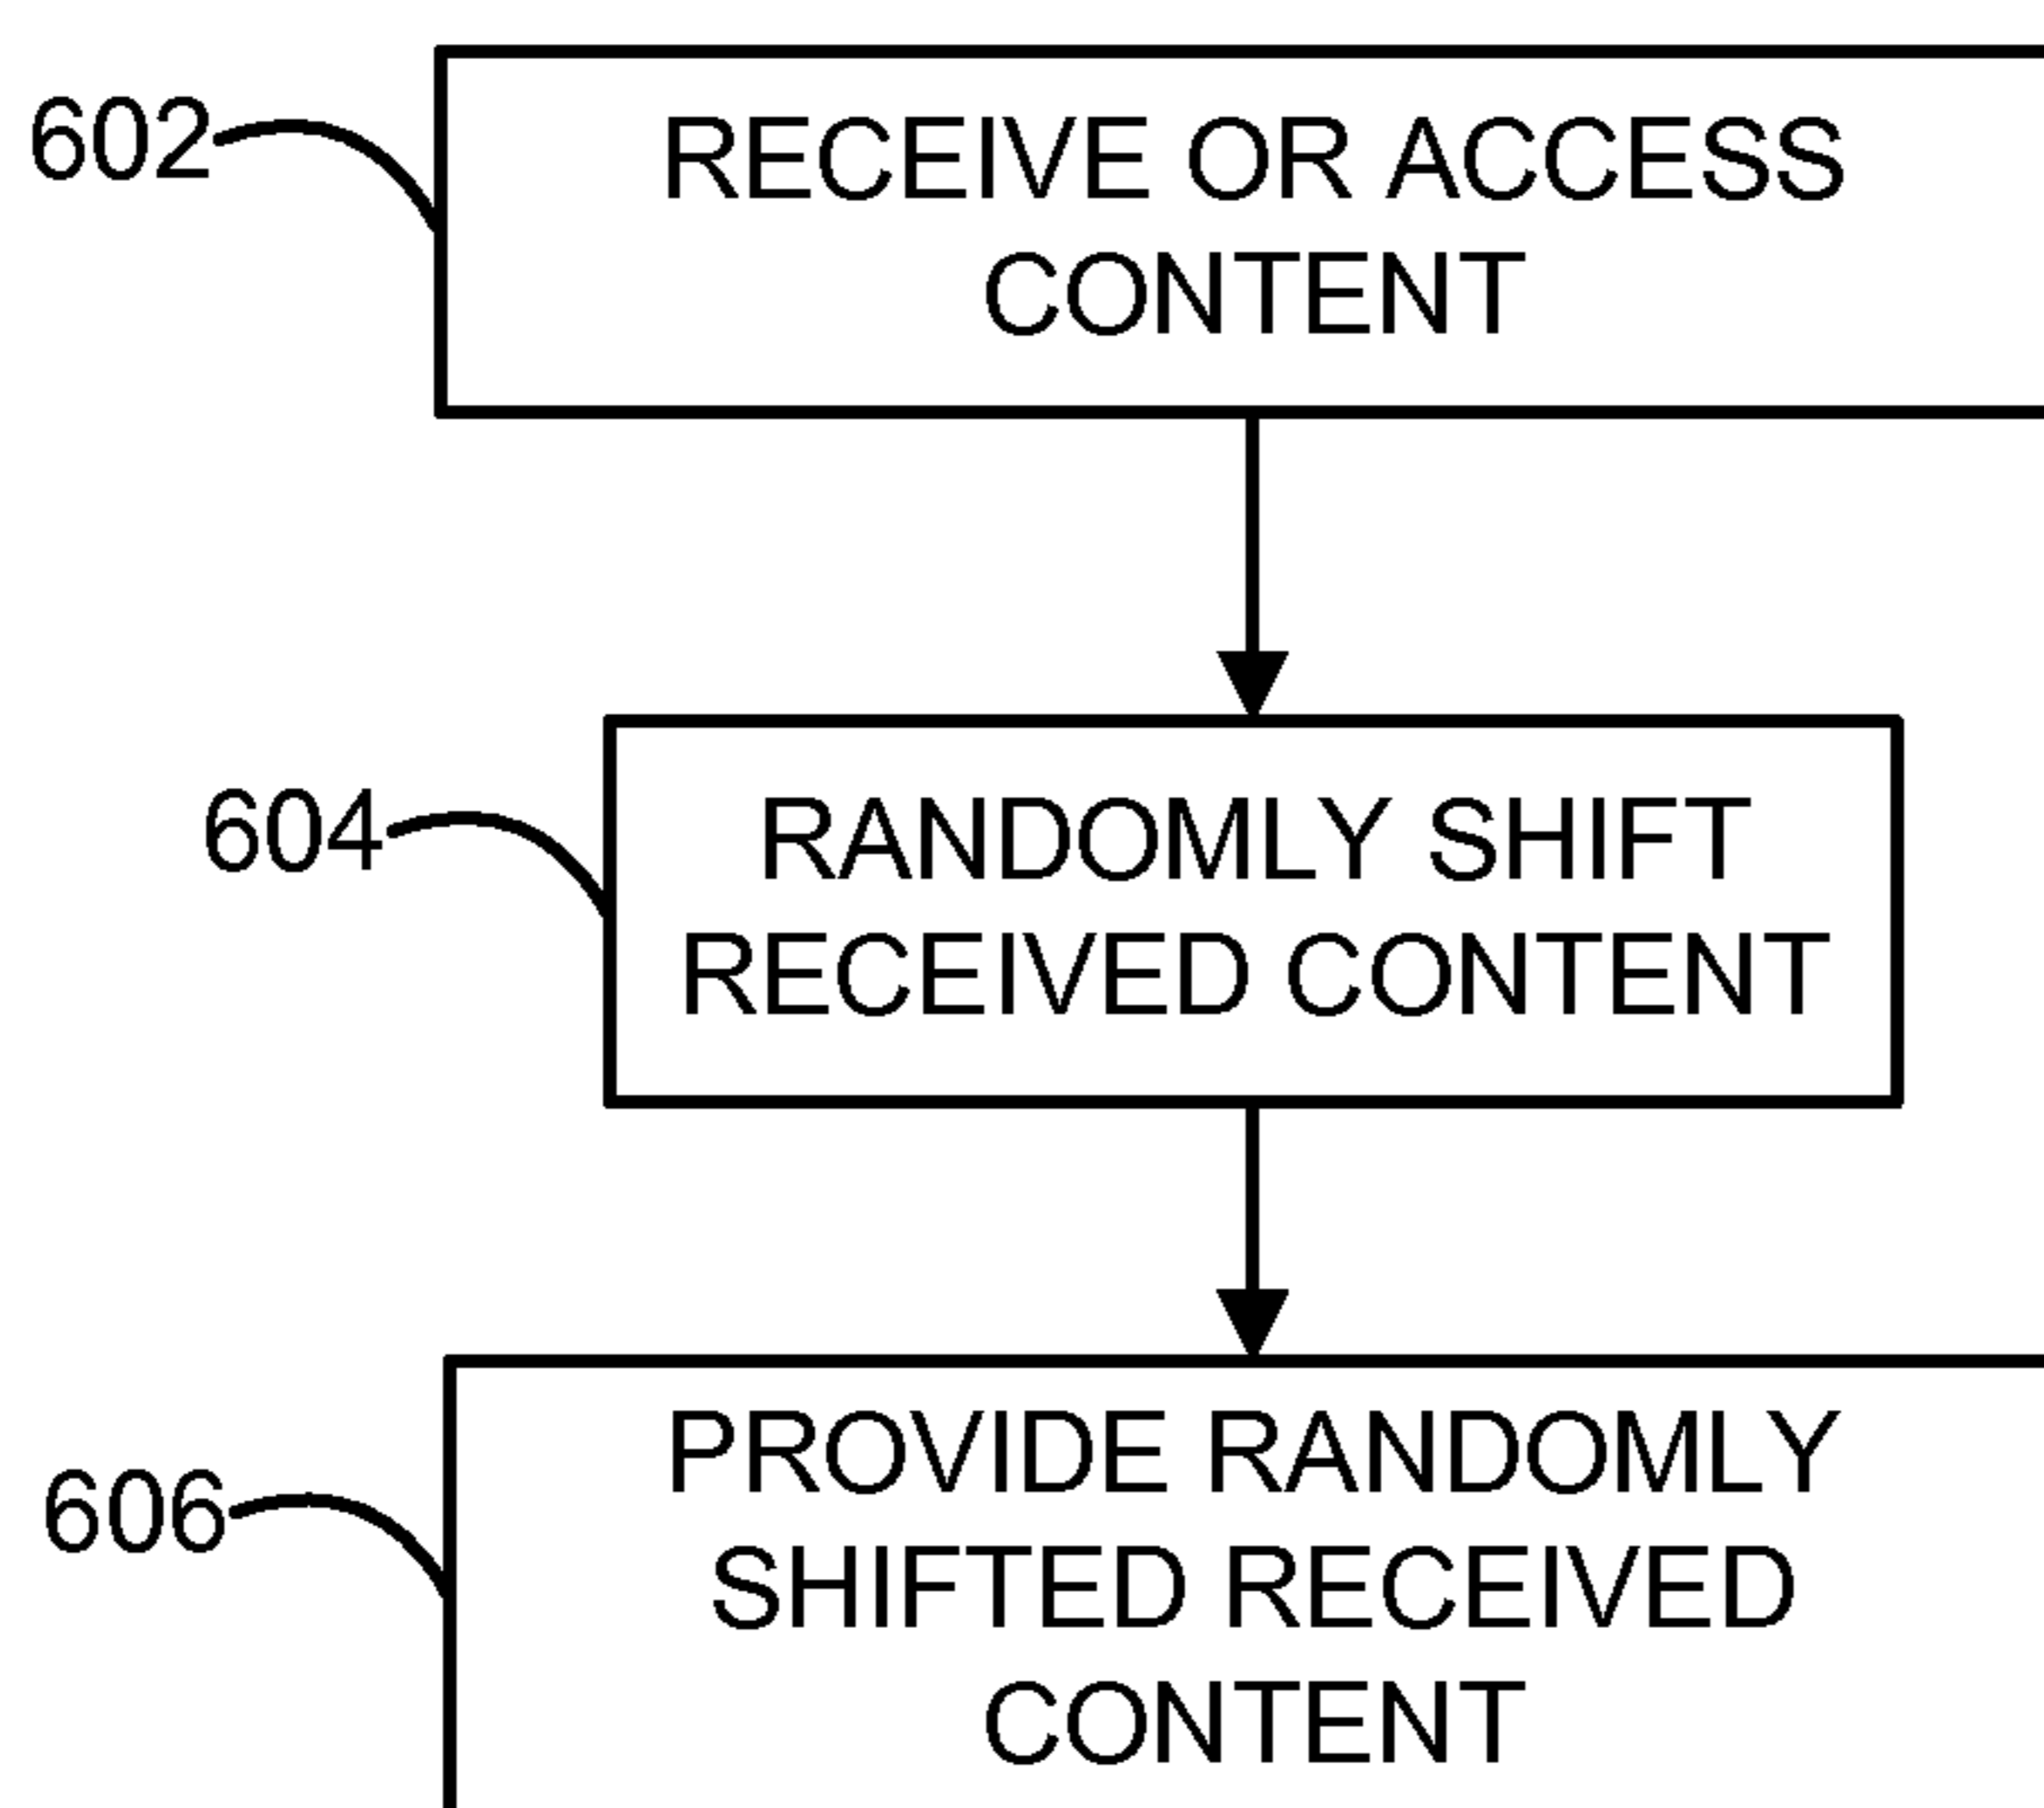 602
RECEIVE OR ACCESS
CONTENT
604
RANDOMLY SHIFT
RECEIVED CONTENT
606
PROVIDE RANDOMLY
SHIFTED RECEIVED
CONTENT